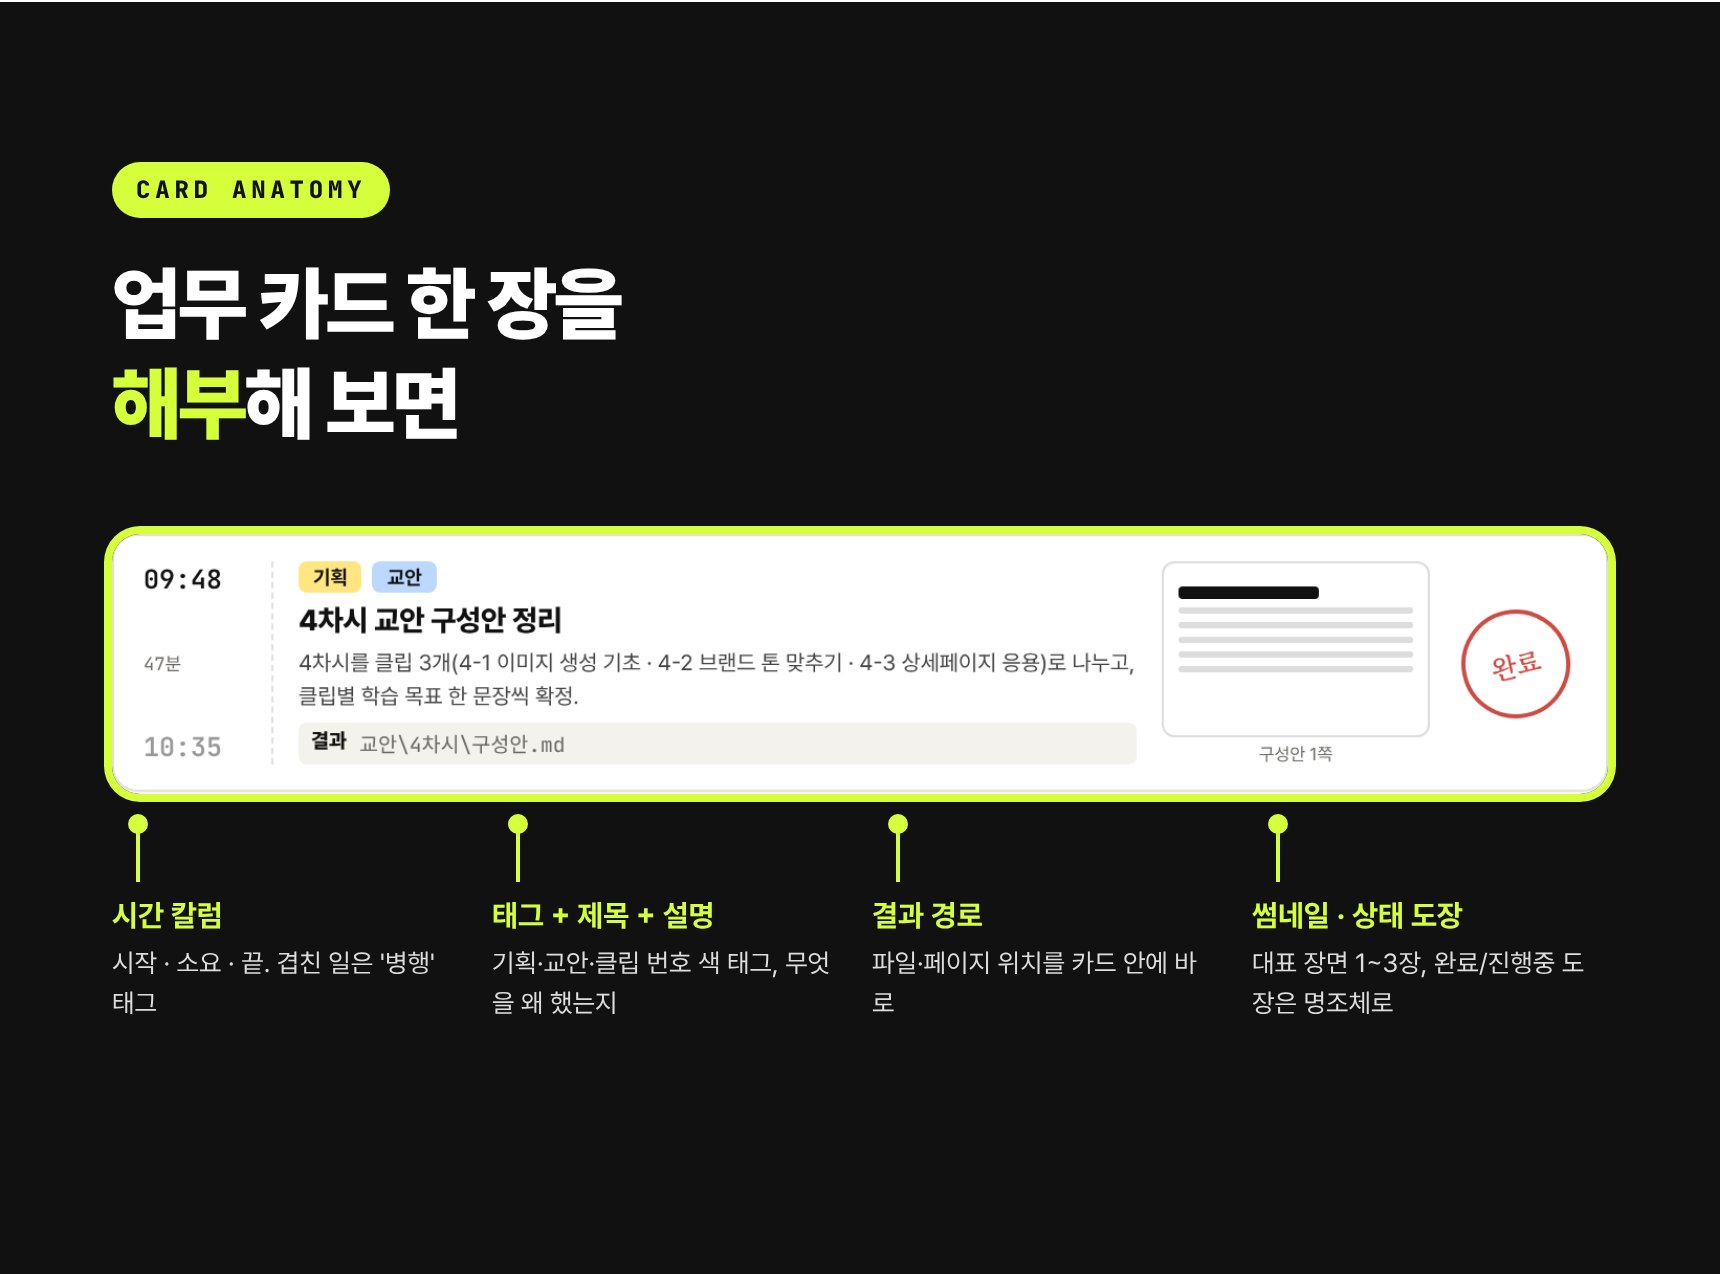 CARD ANATOMY
업무 카드 한 장을
해부해 보면
09:48
47분
10:35
기획 교안
4차시 교안 구성안 정리
4차시를 클립 3개(4-1 이미지 생성 기초 · 4-2 브랜드 톤 맞추기 · 4-3 상세페이지 응용)로 나누고,
클립별 학습 목표 한 문장씩 확정.
결과 교안\4차시\구성안.md
구성안 1쪽
완료
시간 칼럼
시작 · 소요 · 끝. 겹친 일은 '병행'
태그
태그 + 제목 + 설명
기획·교안·클립 번호 색 태그, 무엇
을 왜 했는지
결과 경로
파일·페이지 위치를 카드 안에 바
로
썸네일 · 상태 도장
대표 장면 1~3장, 완료/진행중 도
장은 명조체로